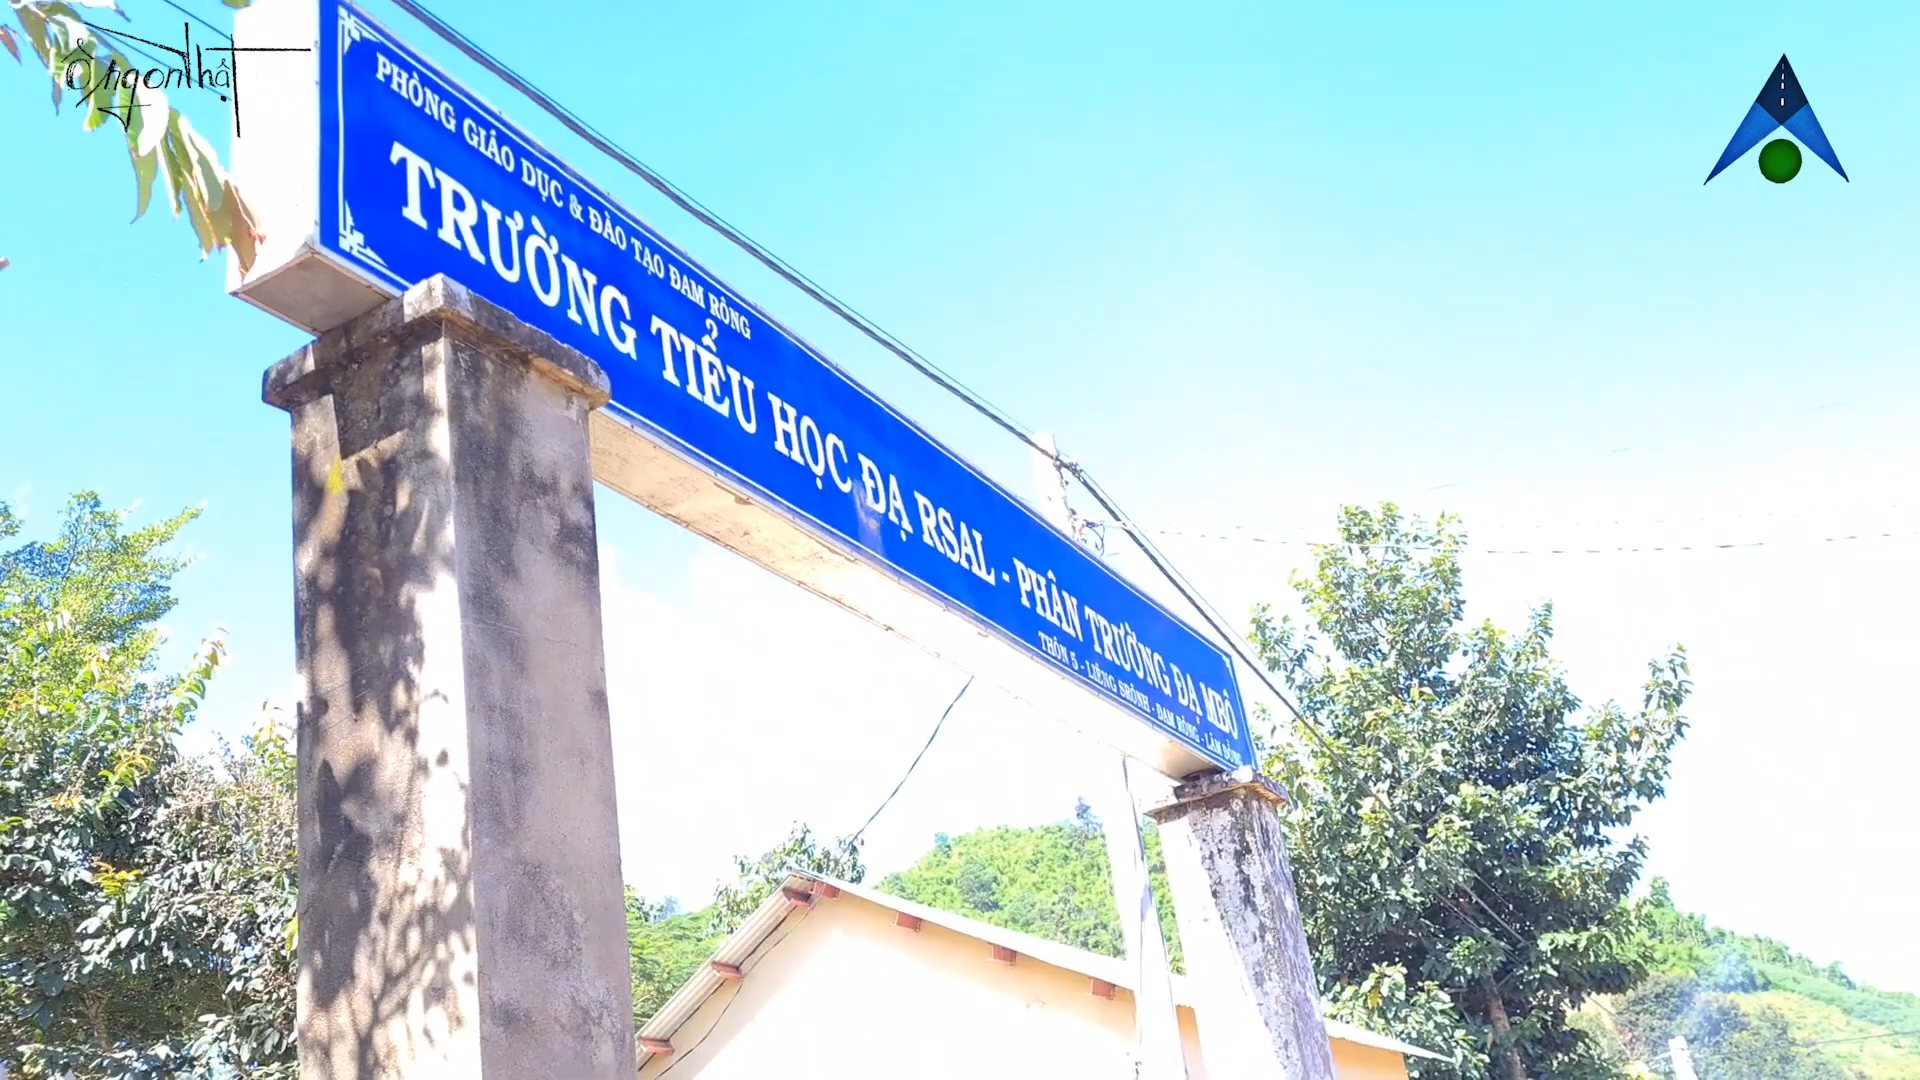 ÔngonThật
PHÒNG GIÁO DỤC & ĐÀO TẠO ĐAM RÔNG
TRƯỜNG TIỂU HỌC ĐẠ RSAL - PHÂN TRƯỜNG ĐẠ MBÔ
THÔN 5 - LIÊNG SRÔNH - ĐAM RÔNG - LÂM ĐỒNG